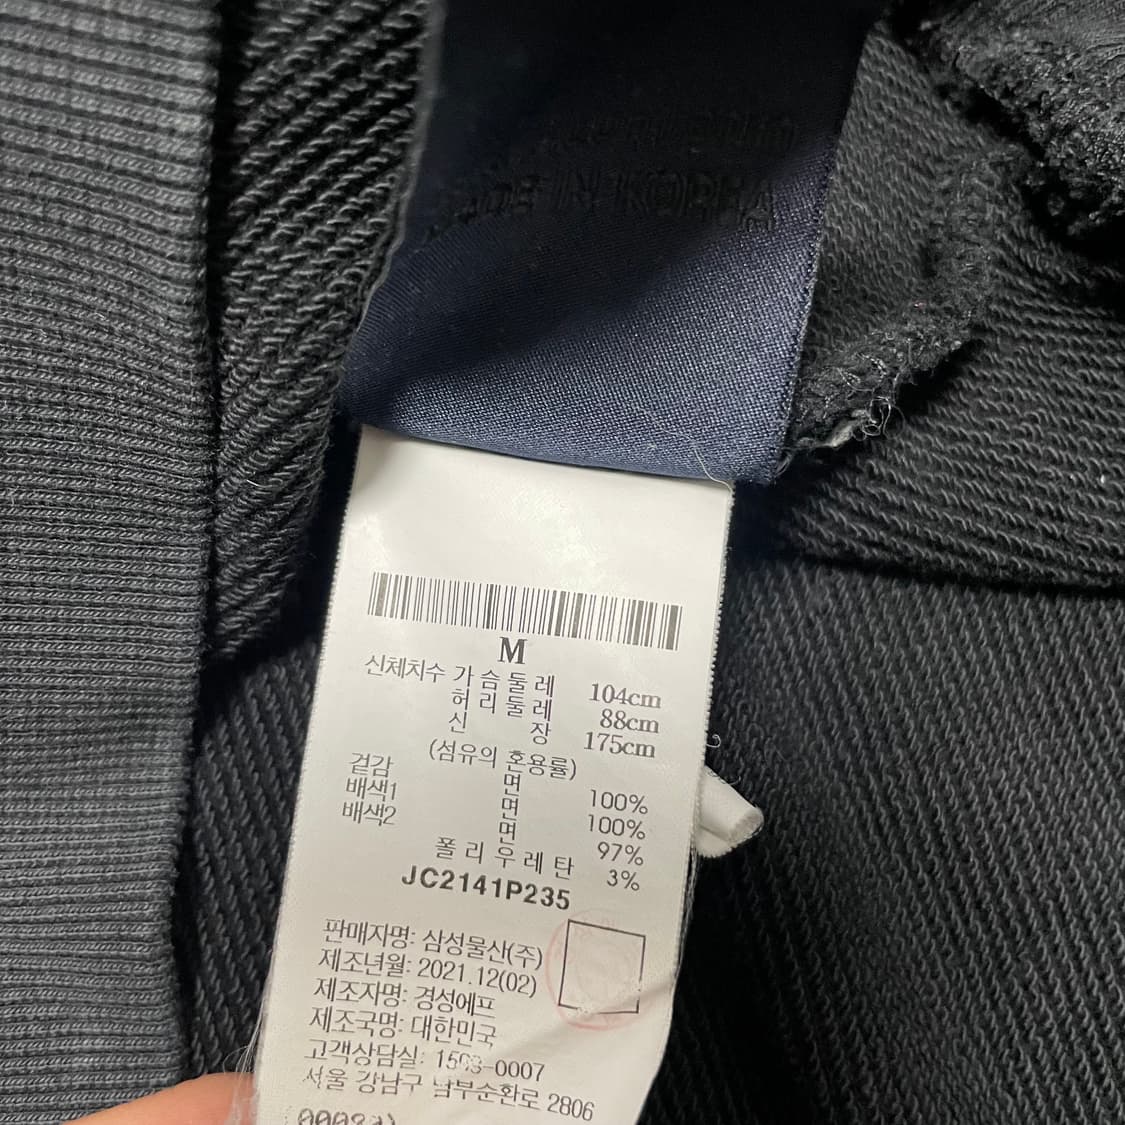 MADE IN KOREA
M
신체치수 가슴둘레 104cm
허리둘레 88cm
신장 175cm
(섬유의 혼용률)
겉감 면 100%
배색1 면 100%
배색2 면 97%
폴리우레탄 3%
JC2141P235
판매자명: 삼성물산(주)
제조년월: 2021.12(02)
제조자명: 경성에프
제조국명: 대한민국
고객상담실:
서울 강남구 남부순환로 2806